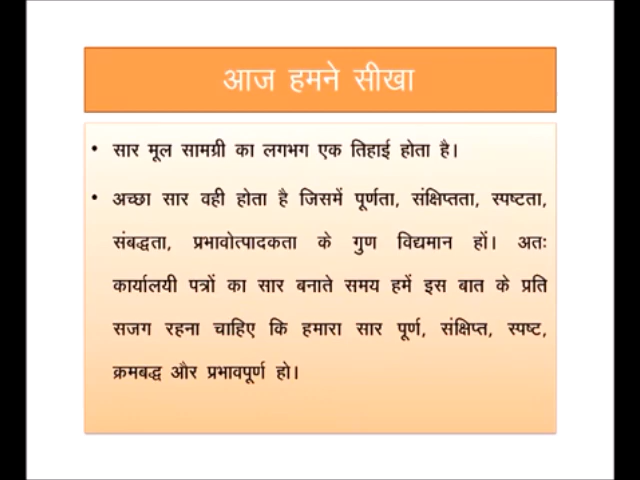 आज हमने सीखा
• सार मूल सामग्री का लगभग एक तिहाई होता है।
• अच्छा सार वही होता है जिसमें पूर्णता, संक्षिप्तता, स्पष्टता,
संबद्धता, प्रभावोत्पादकता के गुण विद्यमान हों। अतः
कार्यालयी पत्रों का सार बनाते समय हमें इस बात के प्रति
सजग रहना चाहिए कि हमारा सार पूर्ण, संक्षिप्त, स्पष्ट,
क्रमबद्ध और प्रभावपूर्ण हो।